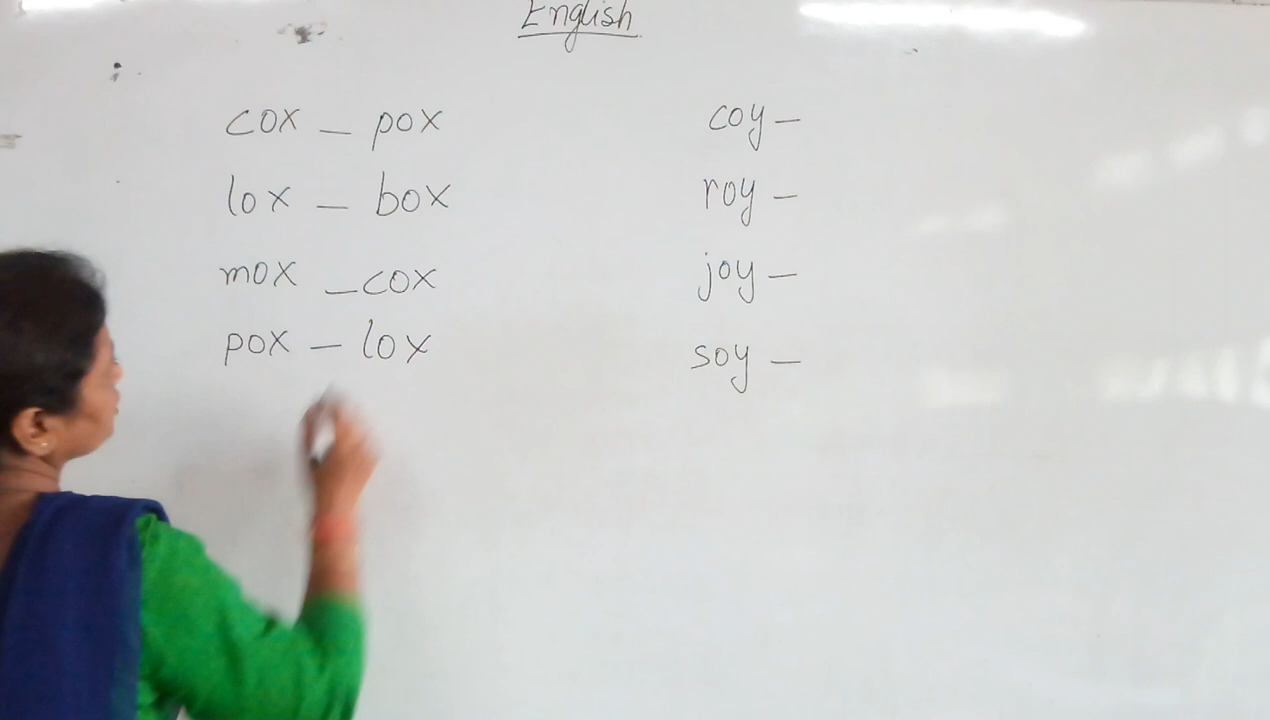 English
cox – pox coy –
lox – box roy –
mox – cox joy –
pox – lox soy –